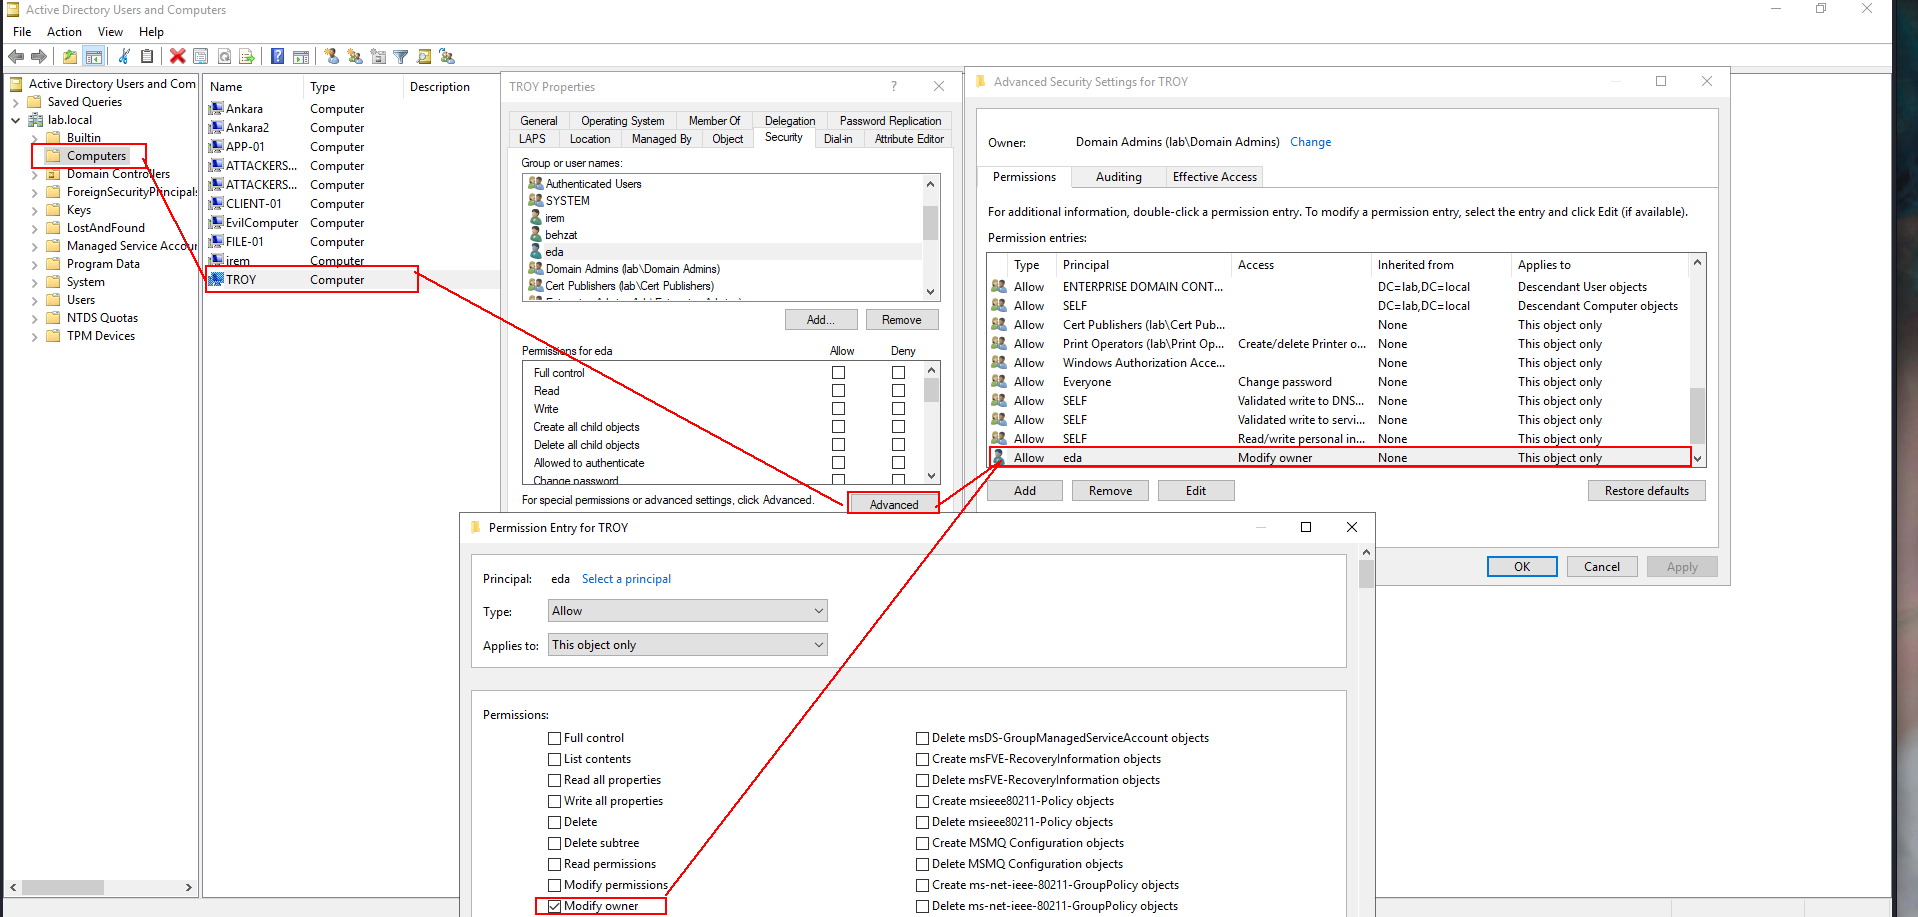 Active Directory Users and Computers
File Action View Help
Active Directory Users and Com
Saved Queries
lab.local
Builtin
Computers
Domain Controllers
ForeignSecurityPrincipals
Keys
LostAndFound
Managed Service Accour
Program Data
System
Users
NTDS Quotas
TPM Devices
Name Type Description
Ankara Computer
Ankara2 Computer
APP-01 Computer
ATTACKERS... Computer
ATTACKERS... Computer
CLIENT-01 Computer
EvilComputer Computer
FILE-01 Computer
irem Computer
TROY Computer
TROY Properties
General Operating System Member Of Delegation Password Replication
LAPS Location Managed By Object Security Dial-in Attribute Editor
Group or user names:
Authenticated Users
SYSTEM
irem
behzat
eda
Domain Admins (lab\Domain Admins)
Cert Publishers (lab\Cert Publishers)
Add... Remove
Permissions for eda Allow Deny
Full control
Read
Write
Create all child objects
Delete all child objects
Allowed to authenticate
Change password
For special permissions or advanced settings, click Advanced.
Advanced
Advanced Security Settings for TROY
Owner: Domain Admins (lab\Domain Admins) Change
Permissions Auditing Effective Access
For additional information, double-click a permission entry. To modify a permission entry, select the entry and click Edit (if available).
Permission entries:
Type Principal Access Inherited from Applies to
Allow ENTERPRISE DOMAIN CONT... DC=lab,DC=local Descendant User objects
Allow SELF DC=lab,DC=local Descendant Computer objects
Allow Cert Publishers (lab\Cert Pub... None This object only
Allow Print Operators (lab\Print Op... Create/delete Printer o... None This object only
Allow Windows Authorization Acce... None This object only
Allow Everyone Change password None This object only
Allow SELF Validated write to DNS... None This object only
Allow SELF Validated write to servi... None This object only
Allow SELF Read/write personal in... None This object only
Allow eda Modify owner None This object only
Add Remove Edit Restore defaults
OK Cancel Apply
Permission Entry for TROY
Principal: eda Select a principal
Type: Allow
Applies to: This object only
Permissions:
Full control
List contents
Read all properties
Write all properties
Delete
Delete subtree
Read permissions
Modify permissions
Modify owner
Delete msDS-GroupManagedServiceAccount objects
Create msFVE-RecoveryInformation objects
Delete msFVE-RecoveryInformation objects
Create msieee80211-Policy objects
Delete msieee80211-Policy objects
Create MSMQ Configuration objects
Delete MSMQ Configuration objects
Create ms-net-ieee-80211-GroupPolicy objects
Delete ms-net-ieee-80211-GroupPolicy objects